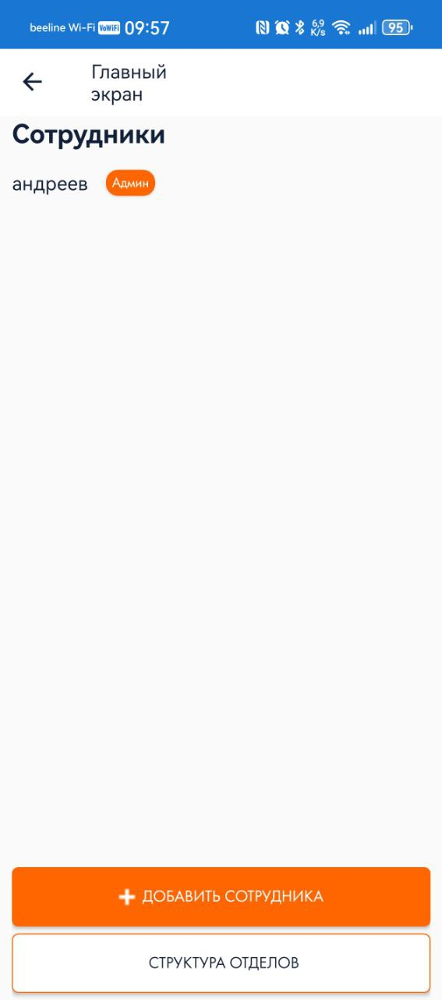 beeline Wi-Fi VoWiFi 09:57 6,9 K/s 95
Главный
экран
Сотрудники
андреев Админ
ДОБАВИТЬ СОТРУДНИКА
СТРУКТУРА ОТДЕЛОВ